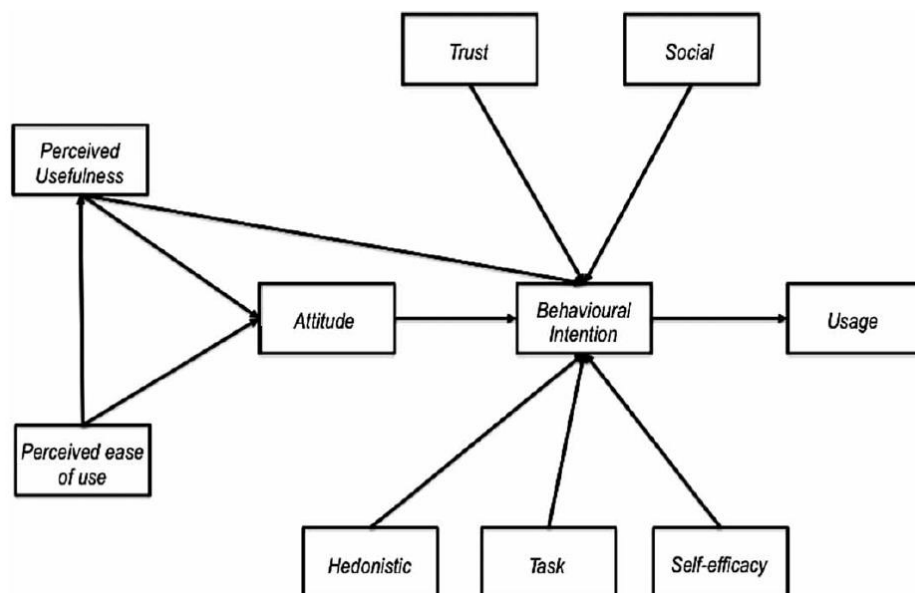 Trust
Social
Perceived
Usefulness
Attitude
Behavioural
Intention
Usage
Perceived ease
of use
Hedonistic
Task
Self-efficacy